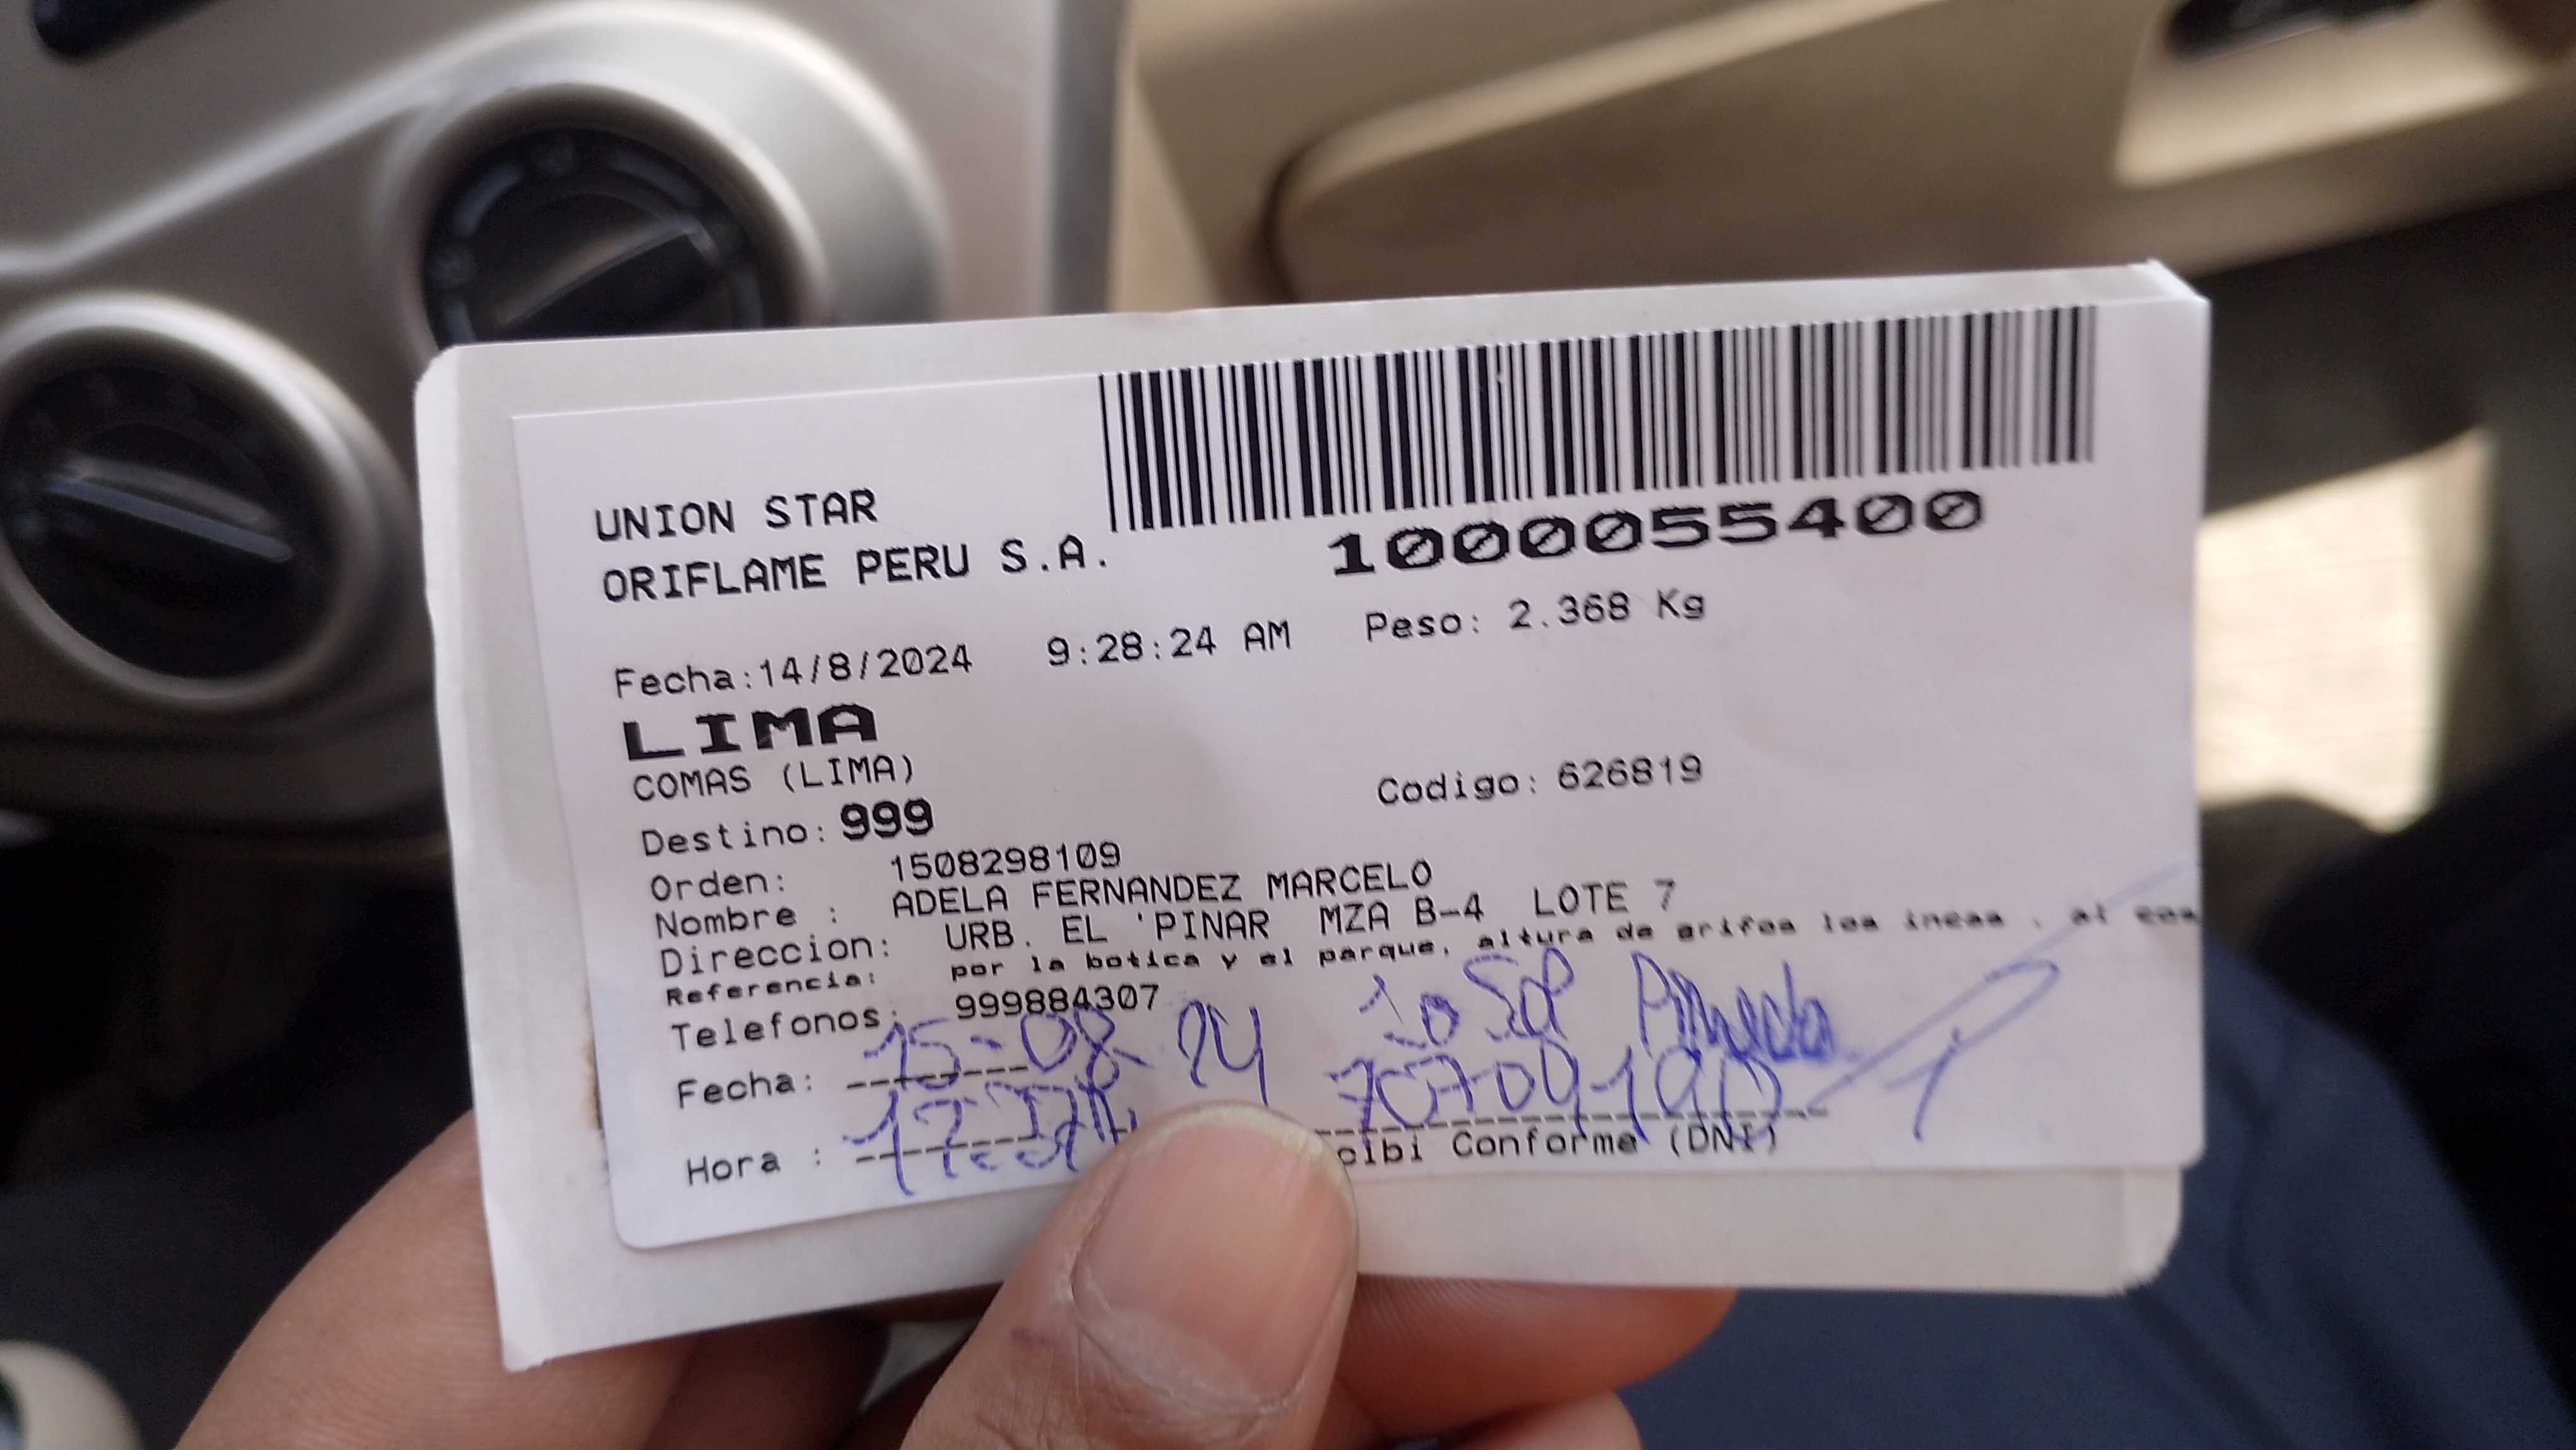 UNION STAR
ORIFLAME PERU S.A.
1000055400
Fecha:14/8/2024 9:28:24 AM Peso: 2.368 Kg
LIMA
COMAS (LIMA)
Codigo: 626819
Destino: 999
Orden: 1508298109
Nombre : ADELA FERNANDEZ MARCELO
Direccion: URB. EL 'PINAR MZA B-4 LOTE 7
Referencia: por la botica y el parque, altura de grifos los incas , al cos
Telefonos: 999884307
Fecha: 15-08-24
Pineda
Hora :
cibi Conforme (DNI)